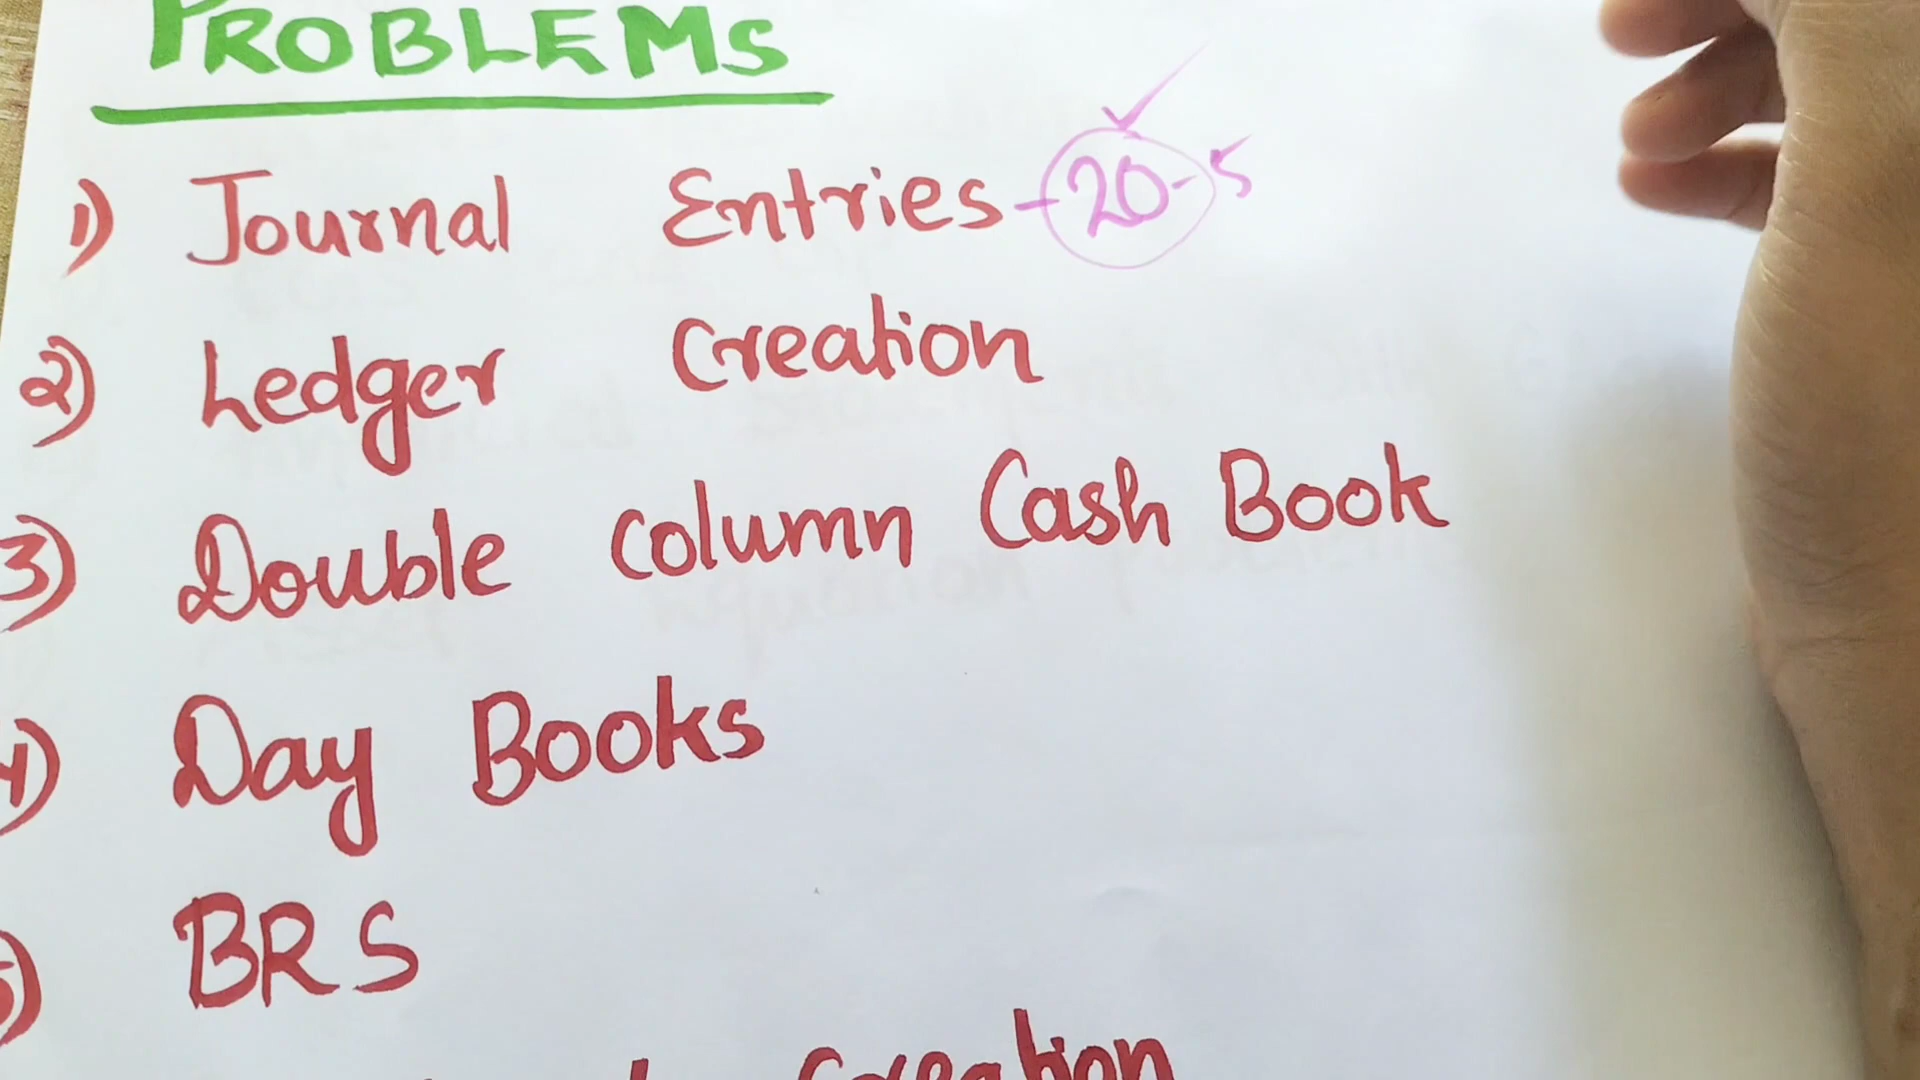 PROBLEMS
1) Journal Entries - 20 - 5
2) Ledger Creation
3) Double column Cash Book
4) Day Books
5) BRS
Creation